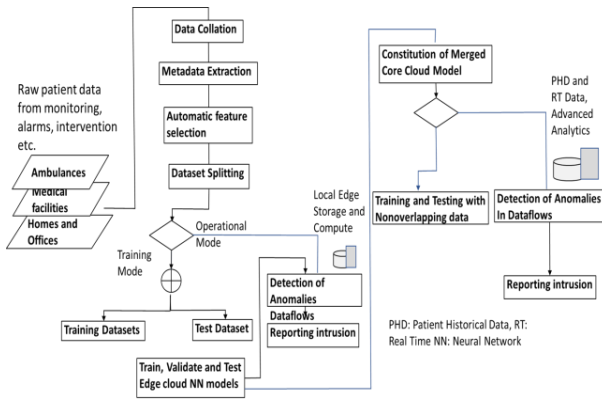 Data Collation
Metadata Extraction
Automatic feature
selection
Dataset Splitting
Raw patient data
from monitoring,
alarms, intervention
etc.
Ambulances
Medical
facilities
Homes and
Offices
Training
Mode
Operational
Mode
Training Datasets
Test Dataset
Local Edge
Storage and
Compute
Detection of
Anomalies
Dataflows
Reporting intrusion
Train, Validate and Test
Edge cloud NN models
Constitution of Merged
Core Cloud Model
Training and Testing with
Nonoverlapping data
PHD and
RT Data,
Advanced
Analytics
Detection of Anomalies
In Dataflows
Reporting intrusion
PHD: Patient Historical Data, RT:
Real Time NN: Neural Network